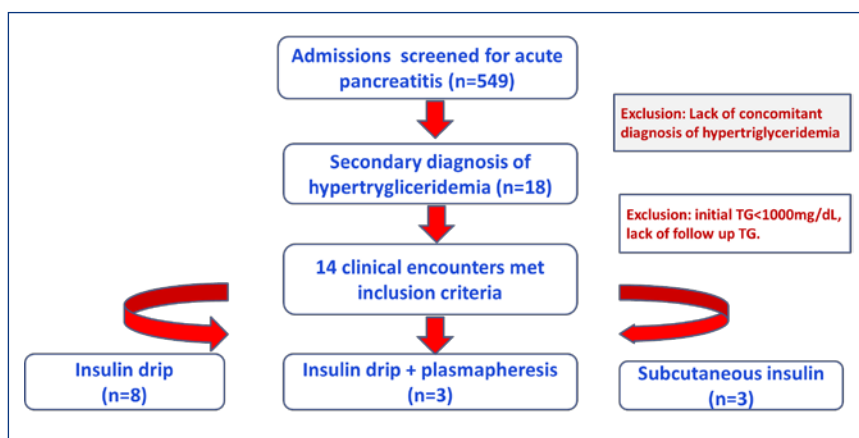 Admissions screened for acute
pancreatitis (n=549)
Exclusion: Lack of concomitant
diagnosis of hypertriglyceridemia
Secondary diagnosis of
hypertrygliceridemia (n=18)
Exclusion: initial TG<1000mg/dL,
lack of follow up TG.
14 clinical encounters met
inclusion criteria
Insulin drip
(n=8)
Insulin drip + plasmapheresis
(n=3)
Subcutaneous insulin
(n=3)